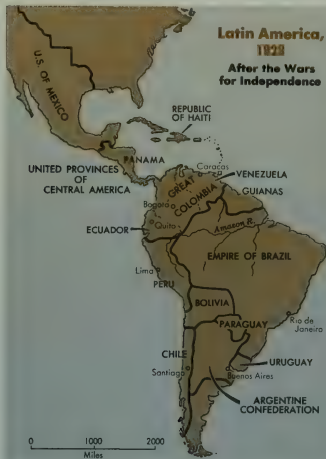 Latin America,
1828
After the Wars
for Independence
U.S. OF MEXICO
REPUBLIC
OF HAITI
UNITED PROVINCES
OF
CENTRAL AMERICA
PANAMA
Caracas
VENEZUELA
GREAT
COLOMBIA
GUIANAS
Bogotá
Quito
ECUADOR
Amazon R.
EMPIRE OF BRAZIL
Lima
PERU
BOLIVIA
PARAGUAY
Rio de
Janeiro
CHILE
URUGUAY
Santiago
Buenos Aires
ARGENTINE
CONFEDERATION
0 1000 2000
Miles